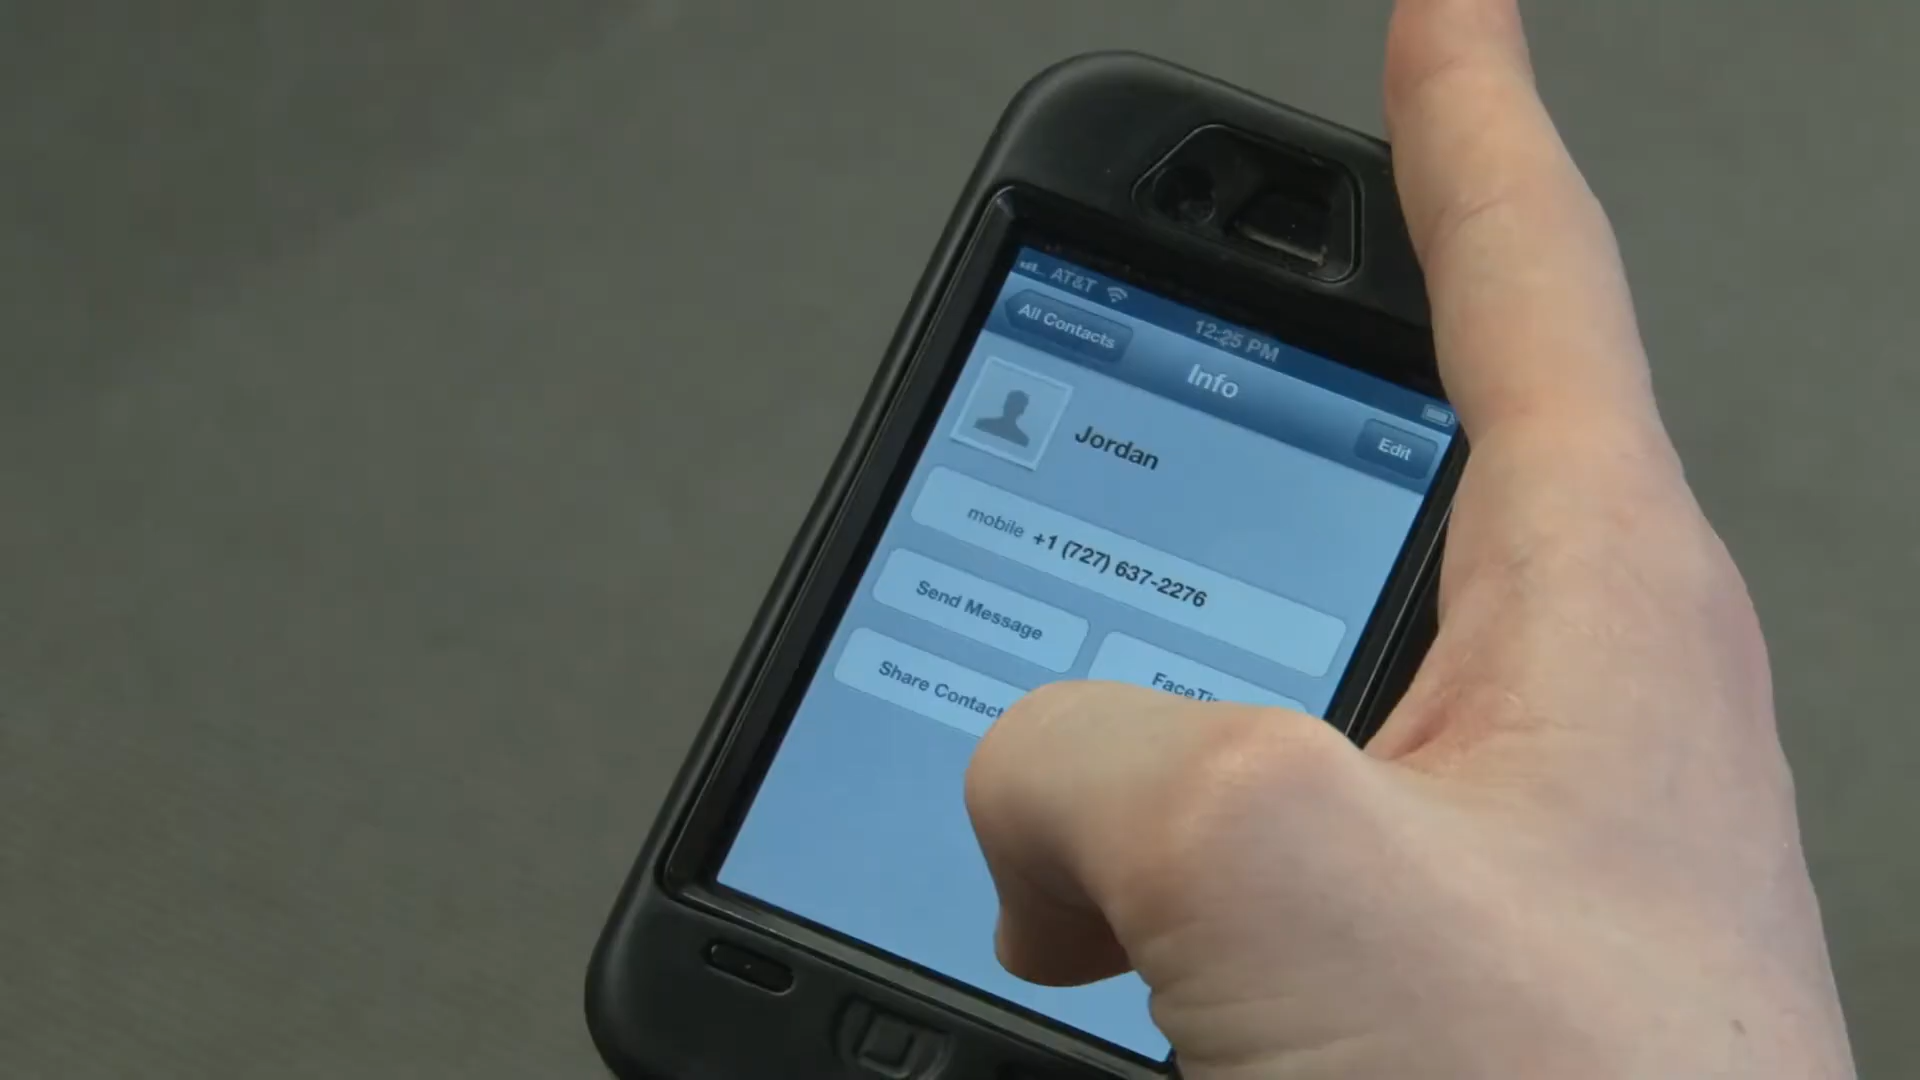 AT&T
12:25 PM
All Contacts
Info
Edit
Jordan
mobile +1 (727) 637-2276
Send Message
FaceTi
Share Contact